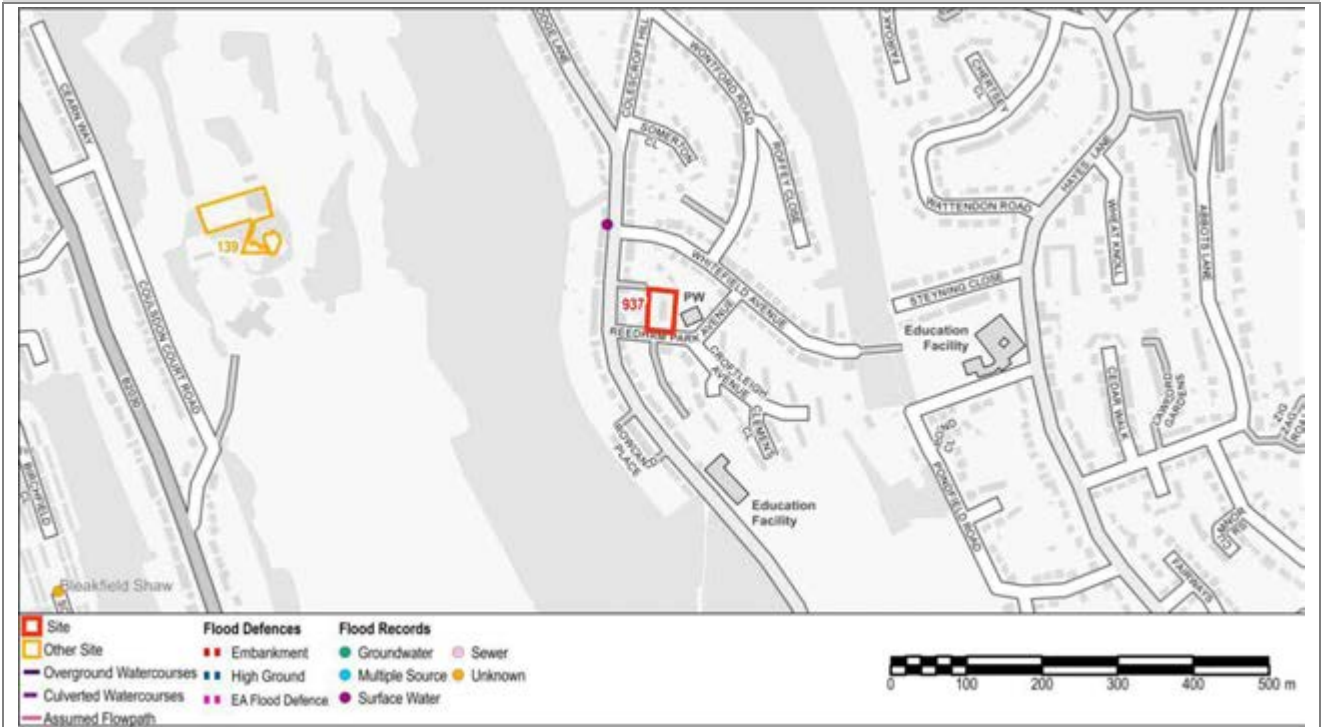 CEARN WAY
139
COULSDON COURT ROAD
B2030
BIRCHFIELD
CL
Bleakfield Shaw
COLESCROFT HILL
WONTFORD ROAD
SOMERTON
CL
ROFFEY CLOSE
WHITEFIELD AVENUE
937
PW
REEDHAM PARK AVENUE
CROFTLEIGH
AVENUE
CLEMENS
CL
ROWLAND
PLACE
Education
Facility
CHERTSEY
CL
HAYES LANE
WATTENDON ROAD
WHEAT KNOLL
ABBOTS LANE
STEYNING CLOSE
Education
Facility
CEDAR WALK
GARDENS
PONDFIELD ROAD
FAIRWAYS
Site
Other Site
Overground Watercourses
Culverted Watercourses
Assumed Flowpath
Flood Defences
Embankment
High Ground
EA Flood Defence
Flood Records
Groundwater
Multiple Source
Surface Water
Sewer
Unknown
0 100 200 300 400 500 m